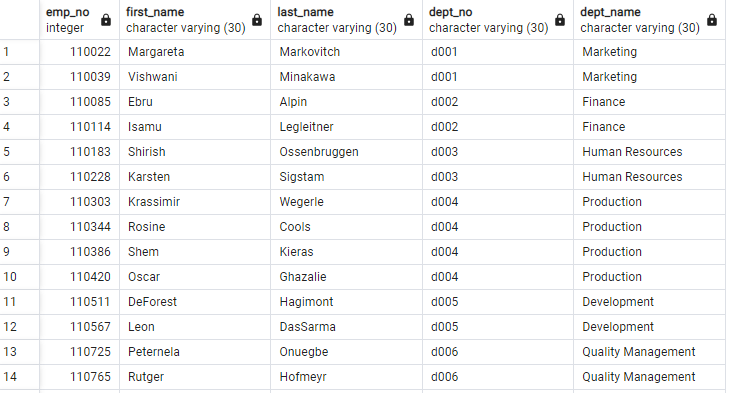 emp_no first_name last_name dept_no dept_name
integer character varying (30) character varying (30) character varying (30) character varying (30)
1 110022 Margareta Markovitch d001 Marketing
2 110039 Vishwani Minakawa d001 Marketing
3 110085 Ebru Alpin d002 Finance
4 110114 Isamu Legleitner d002 Finance
5 110183 Shirish Ossenbruggen d003 Human Resources
6 110228 Karsten Sigstam d003 Human Resources
7 110303 Krassimir Wegerle d004 Production
8 110344 Rosine Cools d004 Production
9 110386 Shem Kieras d004 Production
10 110420 Oscar Ghazalie d004 Production
11 110511 DeForest Hagimont d005 Development
12 110567 Leon DasSarma d005 Development
13 110725 Peternela Onuegbe d006 Quality Management
14 110765 Rutger Hofmeyr d006 Quality Management